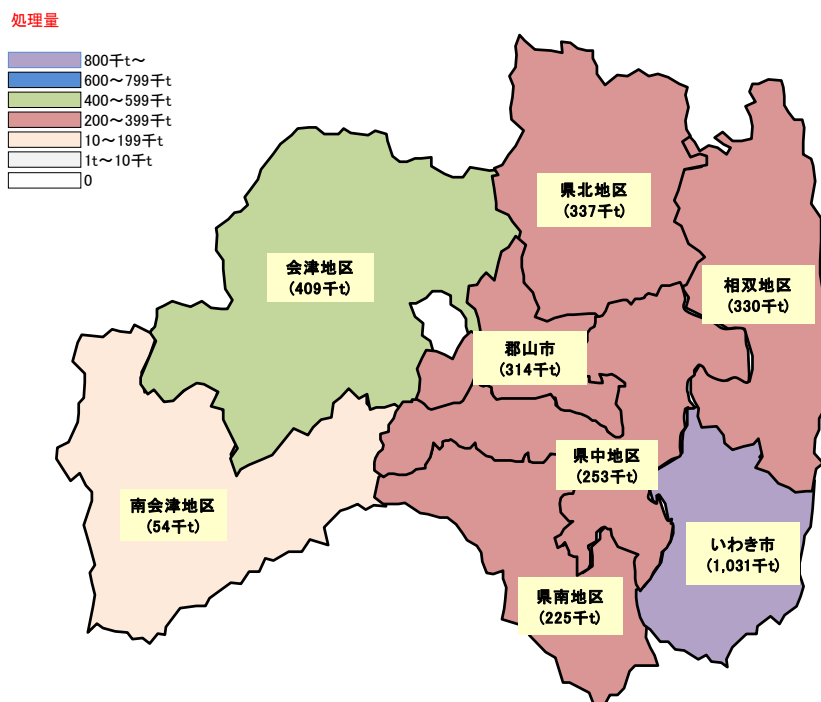 処理量
800千t～
600～799千t
400～599千t
200～399千t
10～199千t
1t～10千t
0
県北地区
(337千t)
会津地区
(409千t)
相双地区
(330千t)
郡山市
(314千t)
県中地区
(253千t)
南会津地区
(54千t)
いわき市
(1,031千t)
県南地区
(225千t)